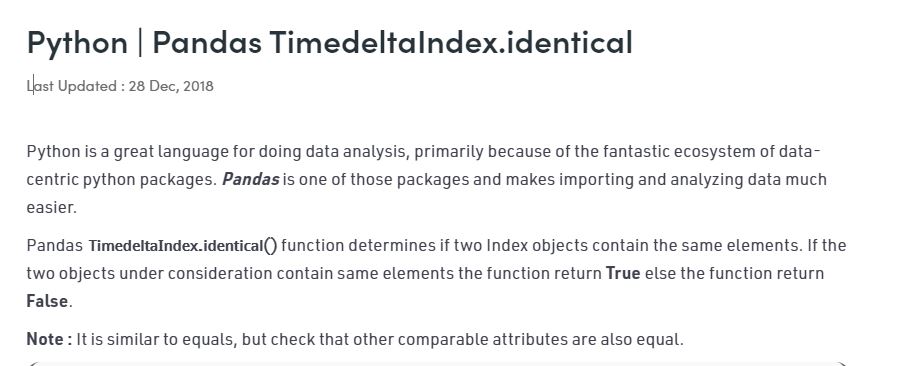 Python | Pandas TimedeltaIndex.identical
Last Updated : 28 Dec, 2018
Python is a great language for doing data analysis, primarily because of the fantastic ecosystem of data-
centric python packages. Pandas is one of those packages and makes importing and analyzing data much
easier.
Pandas TimedeltaIndex.identical() function determines if two Index objects contain the same elements. If the
two objects under consideration contain same elements the function return True else the function return
False.
Note : It is similar to equals, but check that other comparable attributes are also equal.